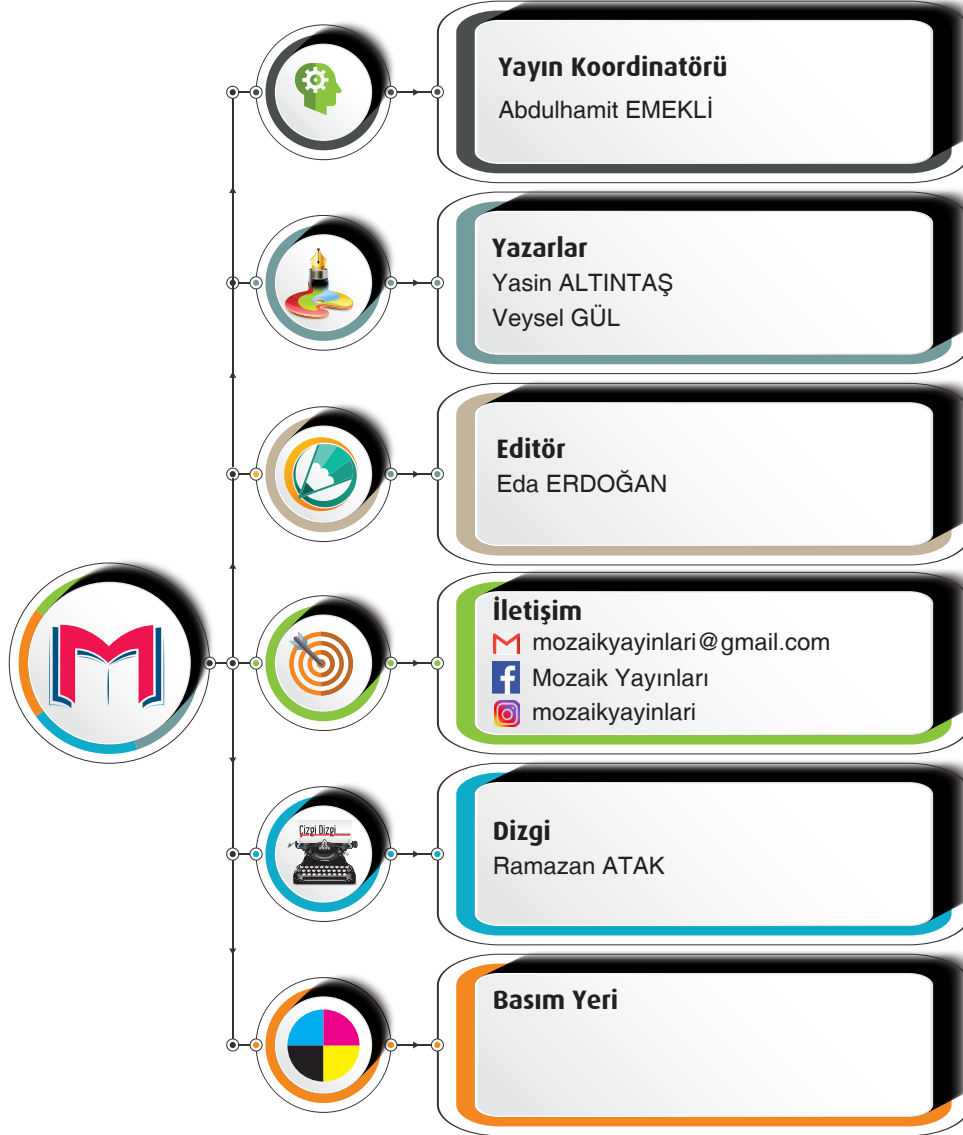 Yayın Koordinatörü
Abdulhamit EMEKLİ
Yazarlar
Yasin ALTINTAŞ
Veysel GÜL
Editör
Eda ERDOĞAN
İletişim
mozaikyayinlari@gmail.com
Mozaik Yayınları
mozaikyayinlari
Çizgi Dizgi
Dizgi
Ramazan ATAK
Basım Yeri